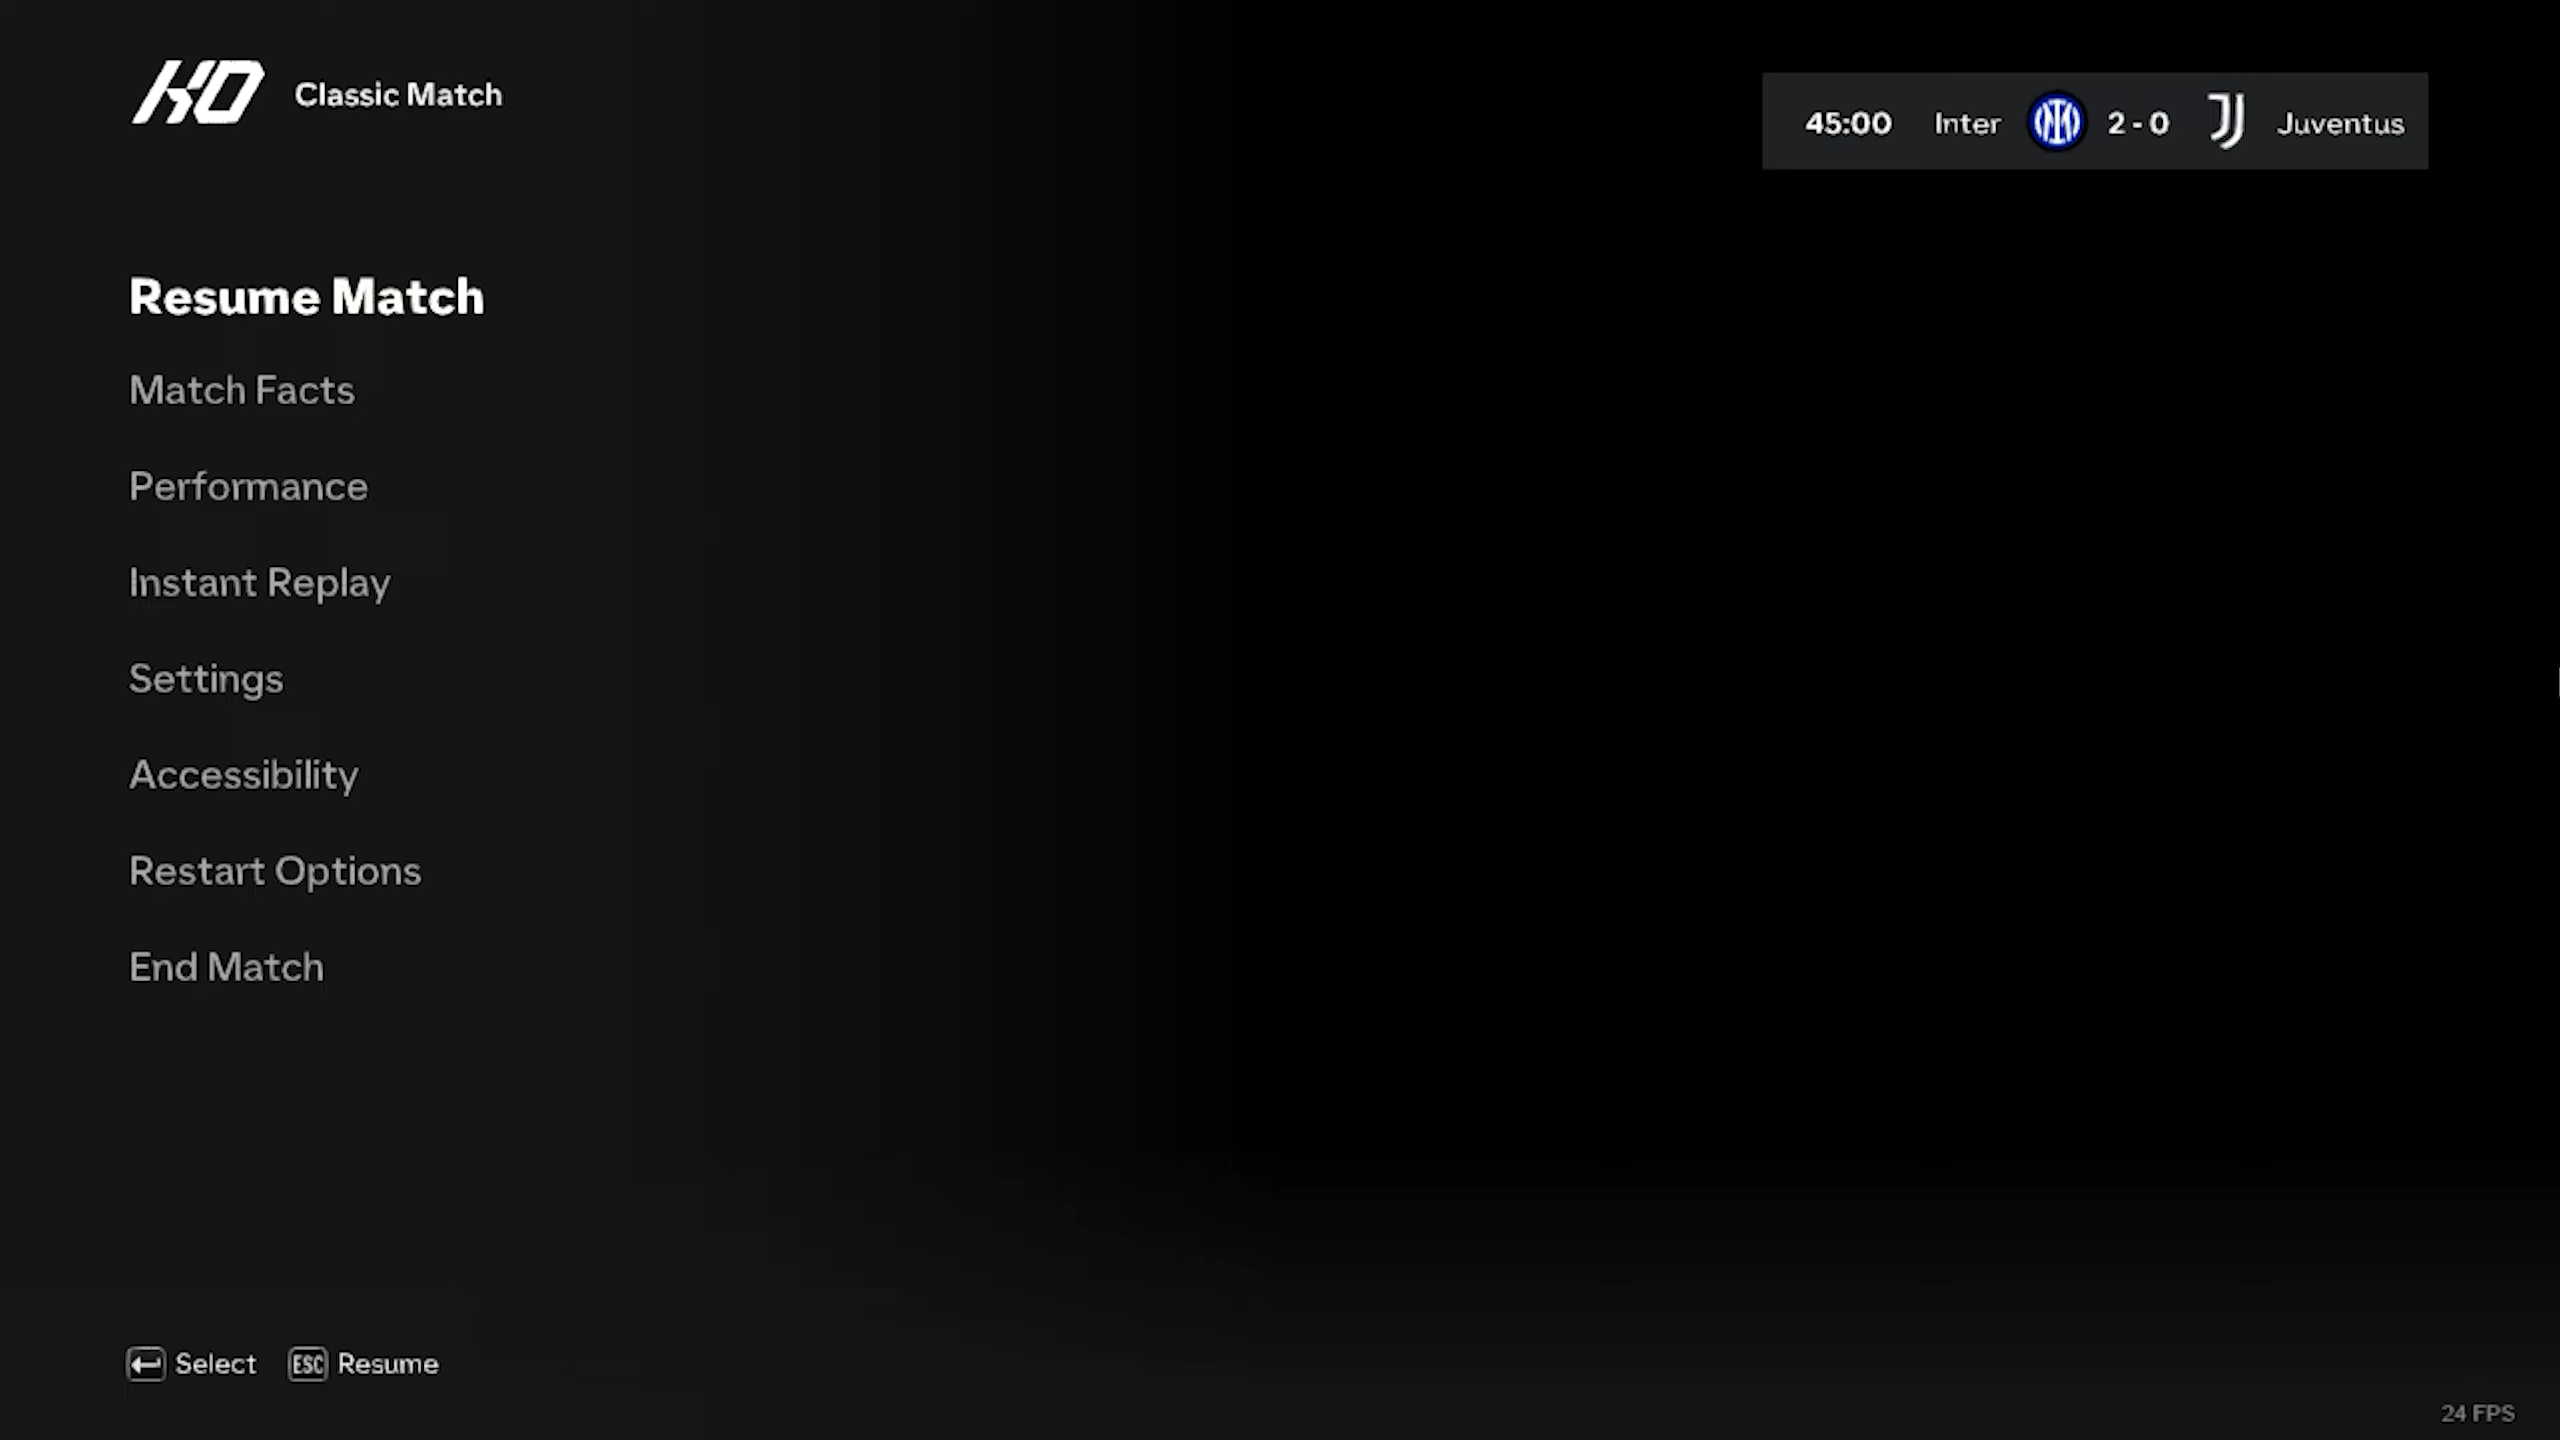 KO Classic Match
45:00 Inter 2 - 0 Juventus
Resume Match
Match Facts
Performance
Instant Replay
Settings
Accessibility
Restart Options
End Match
Select ESC Resume
24 FPS